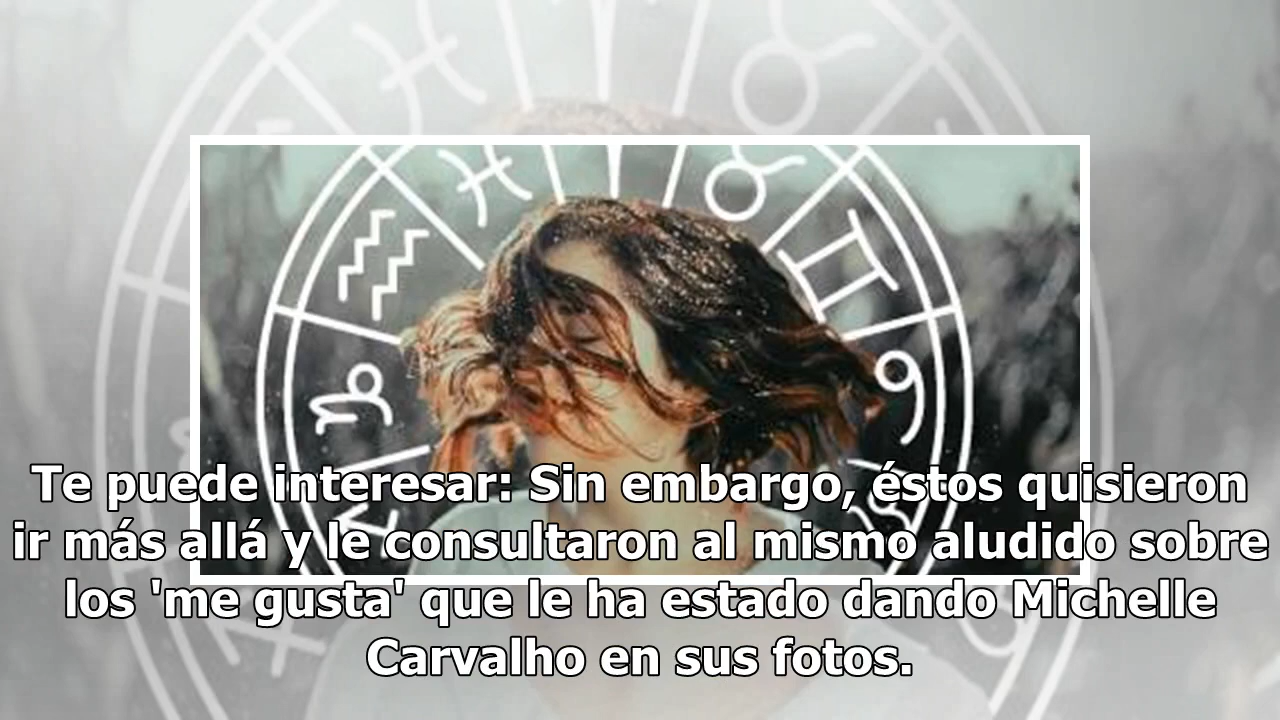 Te puede interesar: Sin embargo, éstos quisieron
ir más allá y le consultaron al mismo aludido sobre
los 'me gusta' que le ha estado dando Michelle
Carvalho en sus fotos.